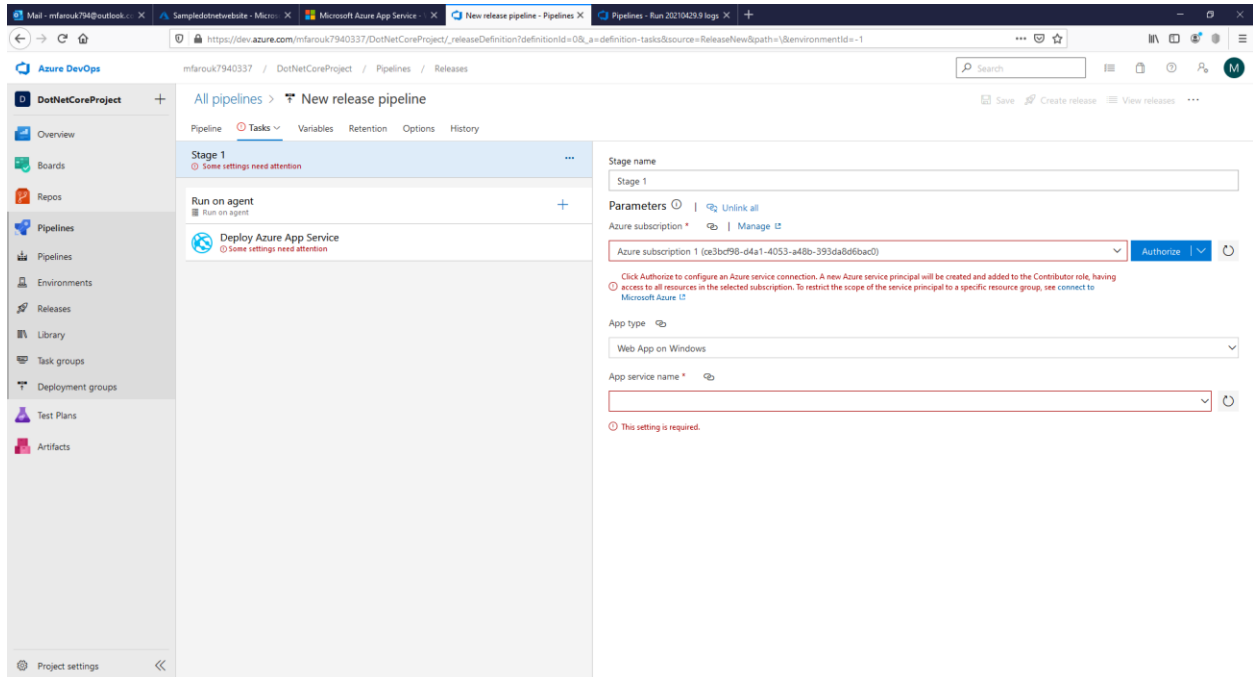 Mail - mfarouk794@outlook.c
Sampledotnetwebsite - Micros
Microsoft Azure App Service -
New release pipeline - Pipelines
Pipelines - Run 20210429.9 logs
https://dev.azure.com/mfarouk7940337/DotNetCoreProject/_releaseDefinition?definitionId=0&_a=definition-tasks&source=ReleaseNew&path=\&environmentId=-1
Azure DevOps
mfarouk7940337 / DotNetCoreProject / Pipelines / Releases
Search
M
D DotNetCoreProject
All pipelines > New release pipeline
Save Create release View releases
Overview
Boards
Repos
Pipelines
Pipelines
Environments
Releases
Library
Task groups
Deployment groups
Test Plans
Artifacts
Project settings
Pipeline Tasks Variables Retention Options History
Stage 1
Some settings need attention
Run on agent
Run on agent
Deploy Azure App Service
Some settings need attention
Stage name
Stage 1
Parameters | Unlink all
Azure subscription * | Manage
Azure subscription 1 (ce3bcf98-d4a1-4053-a48b-393da8d6bac0)
Authorize
Click Authorize to configure an Azure service connection. A new Azure service principal will be created and added to the Contributor role, having
access to all resources in the selected subscription. To restrict the scope of the service principal to a specific resource group, see connect to
Microsoft Azure
App type
Web App on Windows
App service name *
This setting is required.